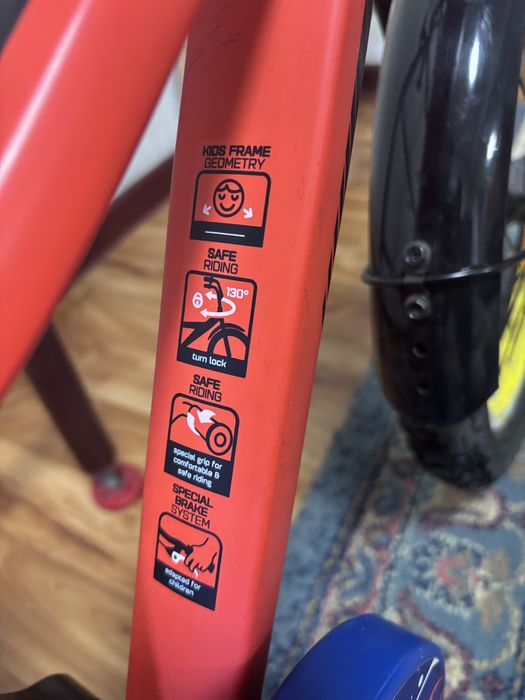 KIDS FRAME
GEOMETRY
SAFE
RIDING
130°
turn lock
SAFE
RIDING
special grip for
comfortable &
safe riding
SPECIAL
BRAKE
SYSTEM
adapted for
children